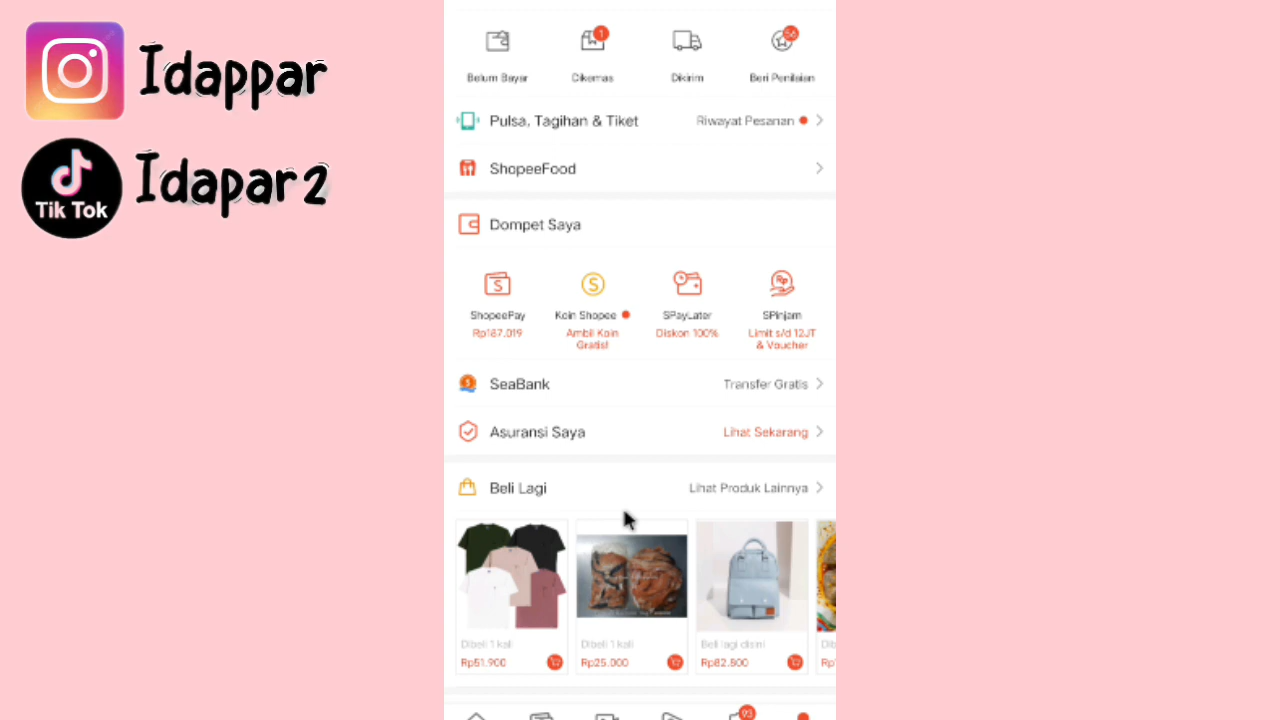 Idappar
Tik Tok
Idapar2
Belum Bayar
1
Dikemas
Dikirim
56
Beri Penilaian
Pulsa, Tagihan & Tiket
Riwayat Pesanan
ShopeeFood
Dompet Saya
ShopeePay
Rp187.019
Koin Shopee
Ambil Koin
Gratis!
SPayLater
Diskon 100%
SPinjam
Limit s/d 12JT
& Voucher
SeaBank
Transfer Gratis
Asuransi Saya
Lihat Sekarang
Beli Lagi
Lihat Produk Lainnya
Dibeli 1 kali
Rp51.900
Dibeli 1 kali
Rp25.000
Beli lagi disini
Rp82.800
93